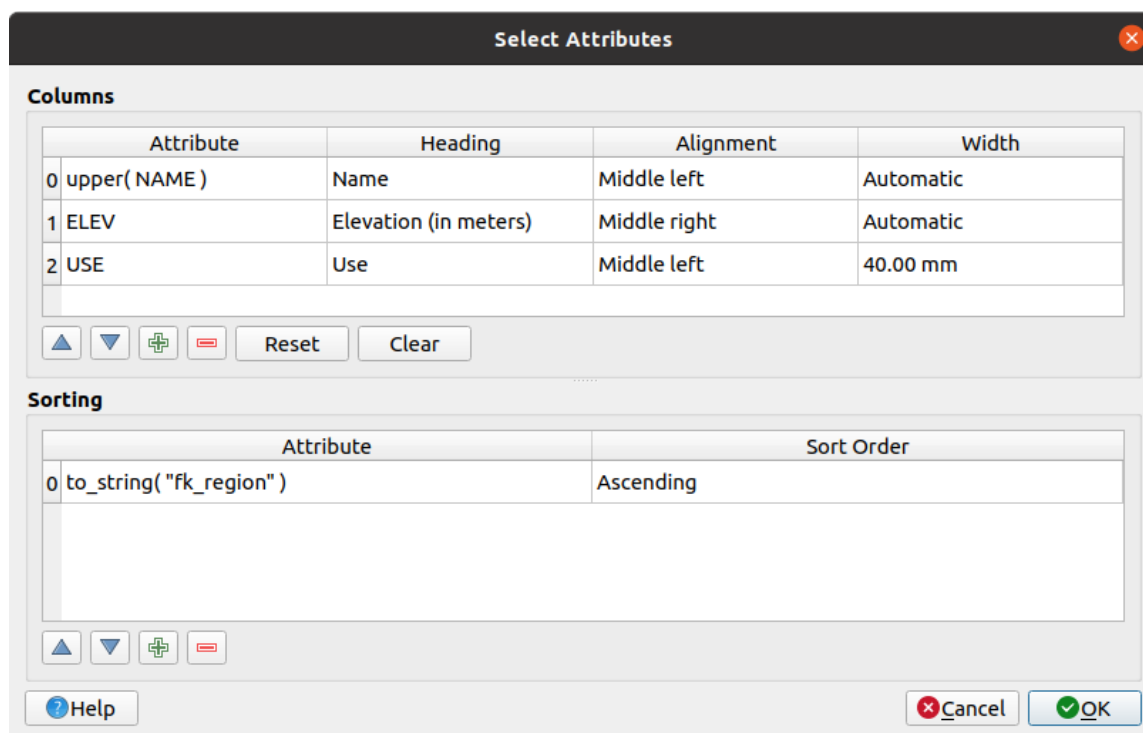 Select Attributes
Columns
Attribute Heading Alignment Width
0 upper( NAME ) Name Middle left Automatic
1 ELEV Elevation (in meters) Middle right Automatic
2 USE Use Middle left 40.00 mm
Reset Clear
Sorting
Attribute Sort Order
0 to_string( "fk_region" ) Ascending
Help Cancel OK